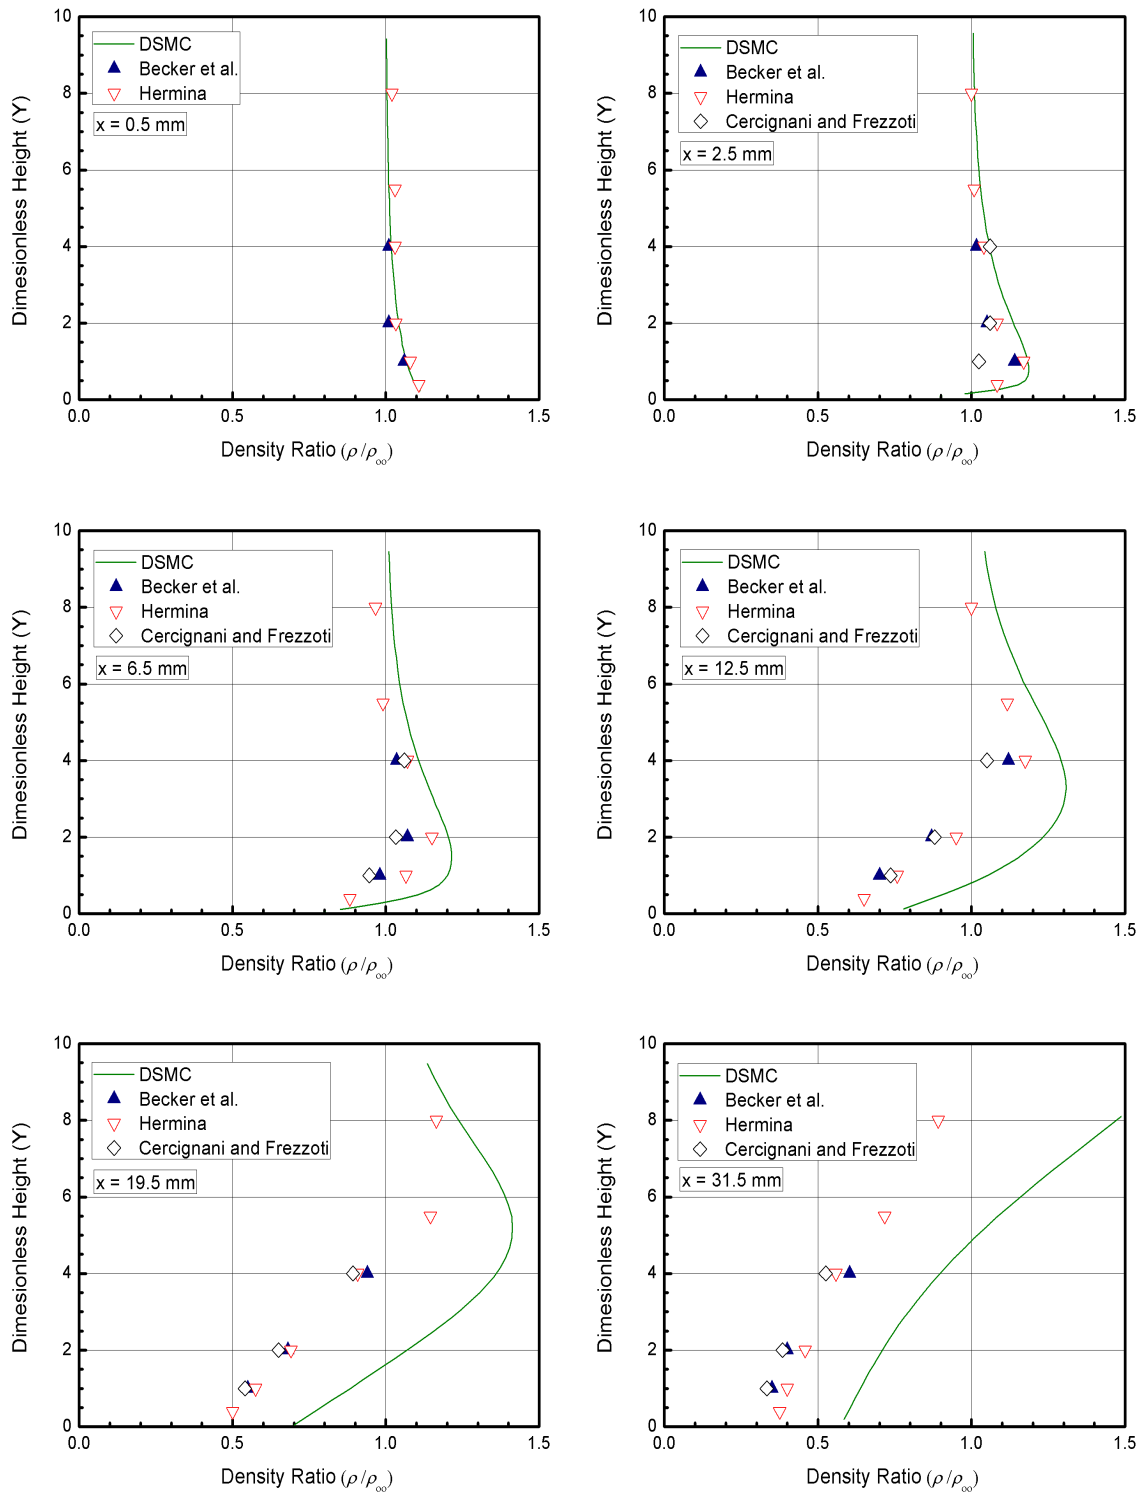 10
8
6
4
2
0
Dimesionless Height (Y)
DSMC
Becker et al.
Hermina
x = 0.5 mm
0.0 0.5 1.0 1.5
Density Ratio (ρ/ρ∞)
10
8
6
4
2
0
Dimesionless Height (Y)
DSMC
Becker et al.
Hermina
Cercignani and Frezzoti
x = 2.5 mm
0.0 0.5 1.0 1.5
Density Ratio (ρ/ρ∞)
10
8
6
4
2
0
Dimesionless Height (Y)
DSMC
Becker et al.
Hermina
Cercignani and Frezzoti
x = 6.5 mm
0.0 0.5 1.0 1.5
Density Ratio (ρ/ρ∞)
10
8
6
4
2
0
Dimesionless Height (Y)
DSMC
Becker et al.
Hermina
Cercignani and Frezzoti
x = 12.5 mm
0.0 0.5 1.0 1.5
Density Ratio (ρ/ρ∞)
10
8
6
4
2
0
Dimesionless Height (Y)
DSMC
Becker et al.
Hermina
Cercignani and Frezzoti
x = 19.5 mm
0.0 0.5 1.0 1.5
Density Ratio (ρ/ρ∞)
10
8
6
4
2
0
Dimesionless Height (Y)
DSMC
Becker et al.
Hermina
Cercignani and Frezzoti
x = 31.5 mm
0.0 0.5 1.0 1.5
Density Ratio (ρ/ρ∞)